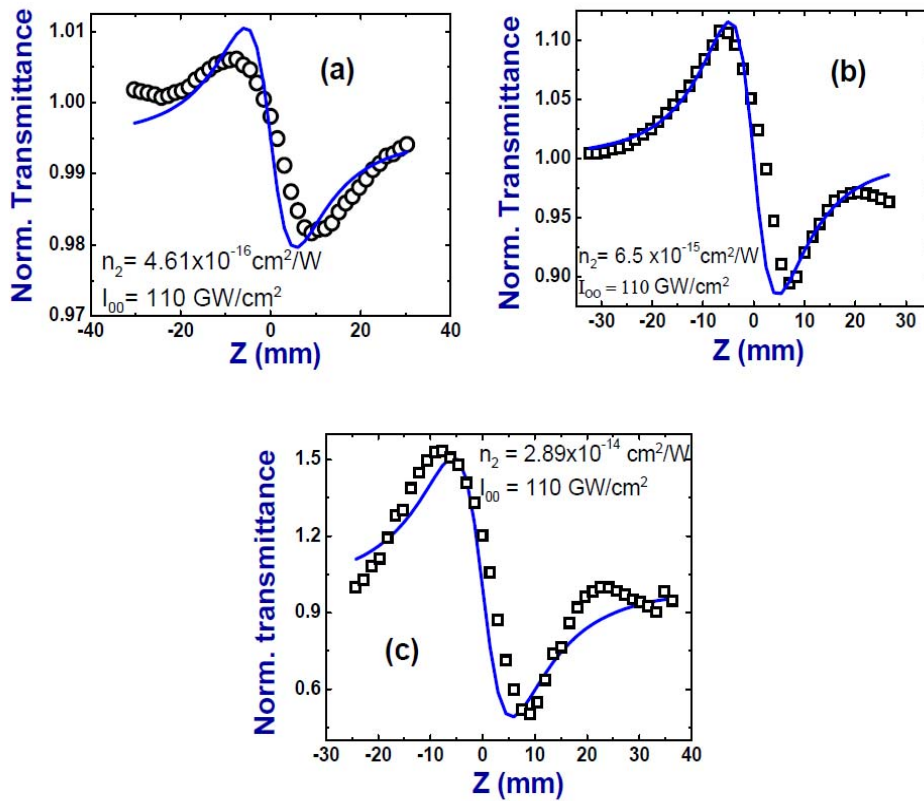 (a)
Norm. Transmittance
1.01
1.00
0.99
0.98
0.97
n2 = 4.61x10-16 cm2/W
I00 = 110 GW/cm2
-40 -20 0 20 40
Z (mm)
(b)
Norm. Transmittance
1.10
1.05
1.00
0.95
0.90
n2 = 6.5 x10-15 cm2/W
I00 = 110 GW/cm2
-30 -20 -10 0 10 20 30
Z (mm)
n2 = 2.89x10-14 cm2/W
I00 = 110 GW/cm2
Norm. transmittance
1.5
1.2
0.9
0.6
(c)
-30 -20 -10 0 10 20 30 40
Z (mm)